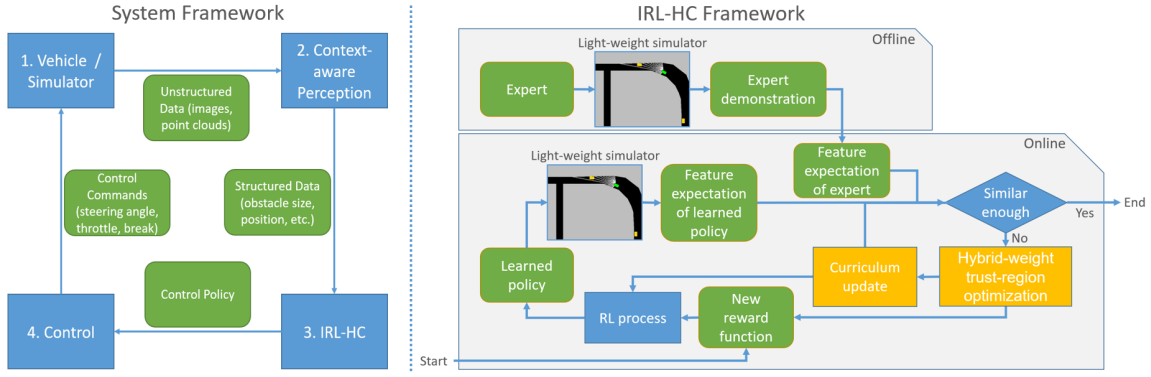 System Framework
1. Vehicle /
Simulator
2. Context-
aware
Perception
Unstructured
Data (images,
point clouds)
Control
Commands
(steering angle,
throttle, break)
Structured Data
(obstacle size,
position, etc.)
Control Policy
4. Control
3. IRL-HC
IRL-HC Framework
Offline
Light-weight simulator
Expert
Expert
demonstration
Online
Light-weight simulator
Feature
expectation
of learned
policy
Feature
expectation
of expert
Similar
enough
Yes
End
No
Learned
policy
Curriculum
update
Hybrid-weight
trust-region
optimization
RL process
New
reward
function
Start